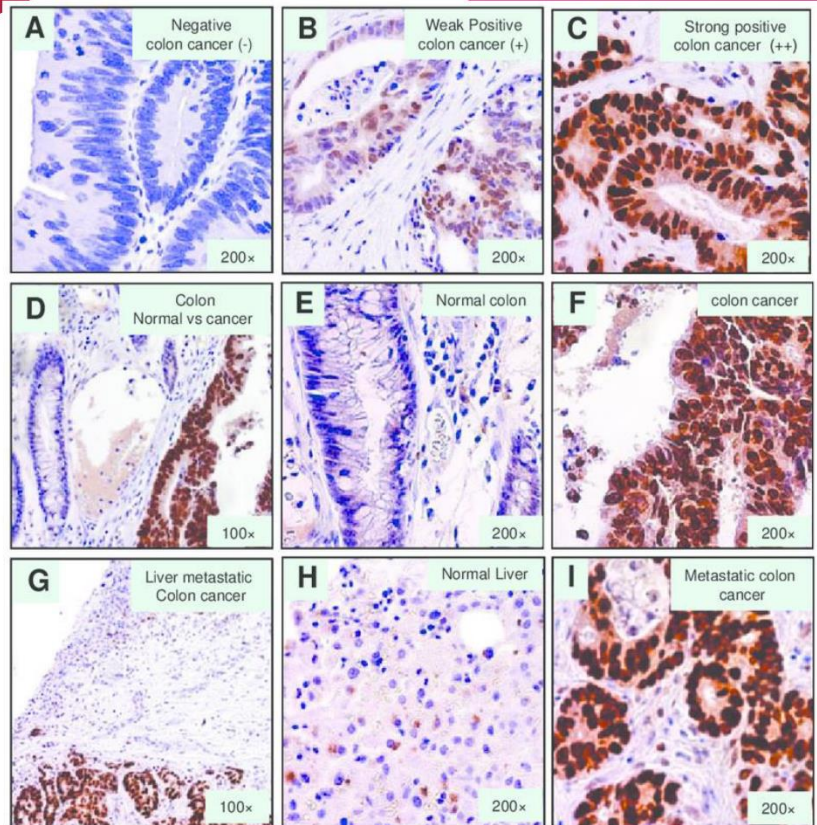 A
Negative
colon cancer (-)
200×
B
Weak Positive
colon cancer (+)
200×
C
Strong positive
colon cancer (++)
200×
D
Colon
Normal vs cancer
100×
E
Normal colon
200×
F
colon cancer
200×
G
Liver metastatic
Colon cancer
100×
H
Normal Liver
200×
I
Metastatic colon
cancer
200×